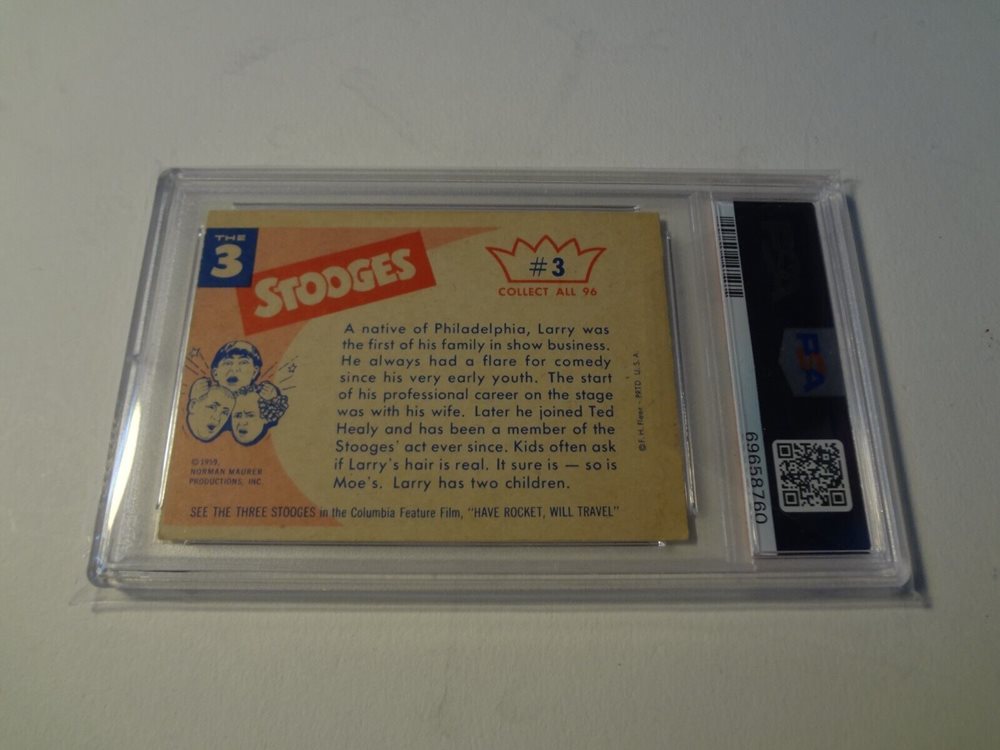 THE
3
STOOGES
#3
COLLECT ALL 96
A native of Philadelphia, Larry was
the first of his family in show business.
He always had a flare for comedy
since his very early youth. The start
of his professional career on the stage
was with his wife. Later he joined Ted
Healy and has been a member of the
Stooges' act ever since. Kids often ask
if Larry's hair is real. It sure is — so is
Moe's. Larry has two children.
© 1959,
NORMAN MAURER
PRODUCTIONS, INC.
©F. H. Fleer - PRTD U.S.A.
SEE THE THREE STOOGES in the Columbia Feature Film, "HAVE ROCKET, WILL TRAVEL"
PSA
69658760